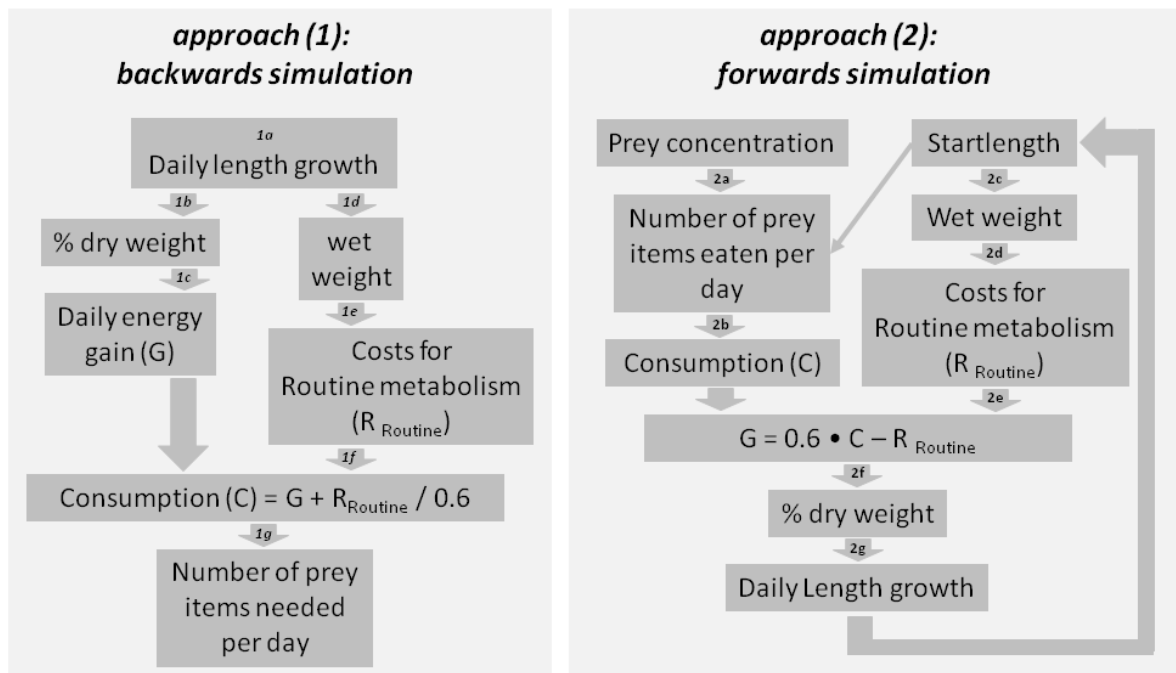 approach (1):
backwards simulation
1a
Daily length growth
1b
1d
% dry weight
wet
weight
1c
1e
Daily energy
gain (G)
Costs for
Routine metabolism
(R Routine)
1f
Consumption (C) = G + R Routine / 0.6
1g
Number of prey
items needed
per day
approach (2):
forwards simulation
Prey concentration
Startlength
2a
2c
Number of prey
items eaten per
day
Wet weight
2d
2b
Costs for
Routine metabolism
(R Routine)
Consumption (C)
2e
G = 0.6 • C – R Routine
2f
% dry weight
2g
Daily Length growth